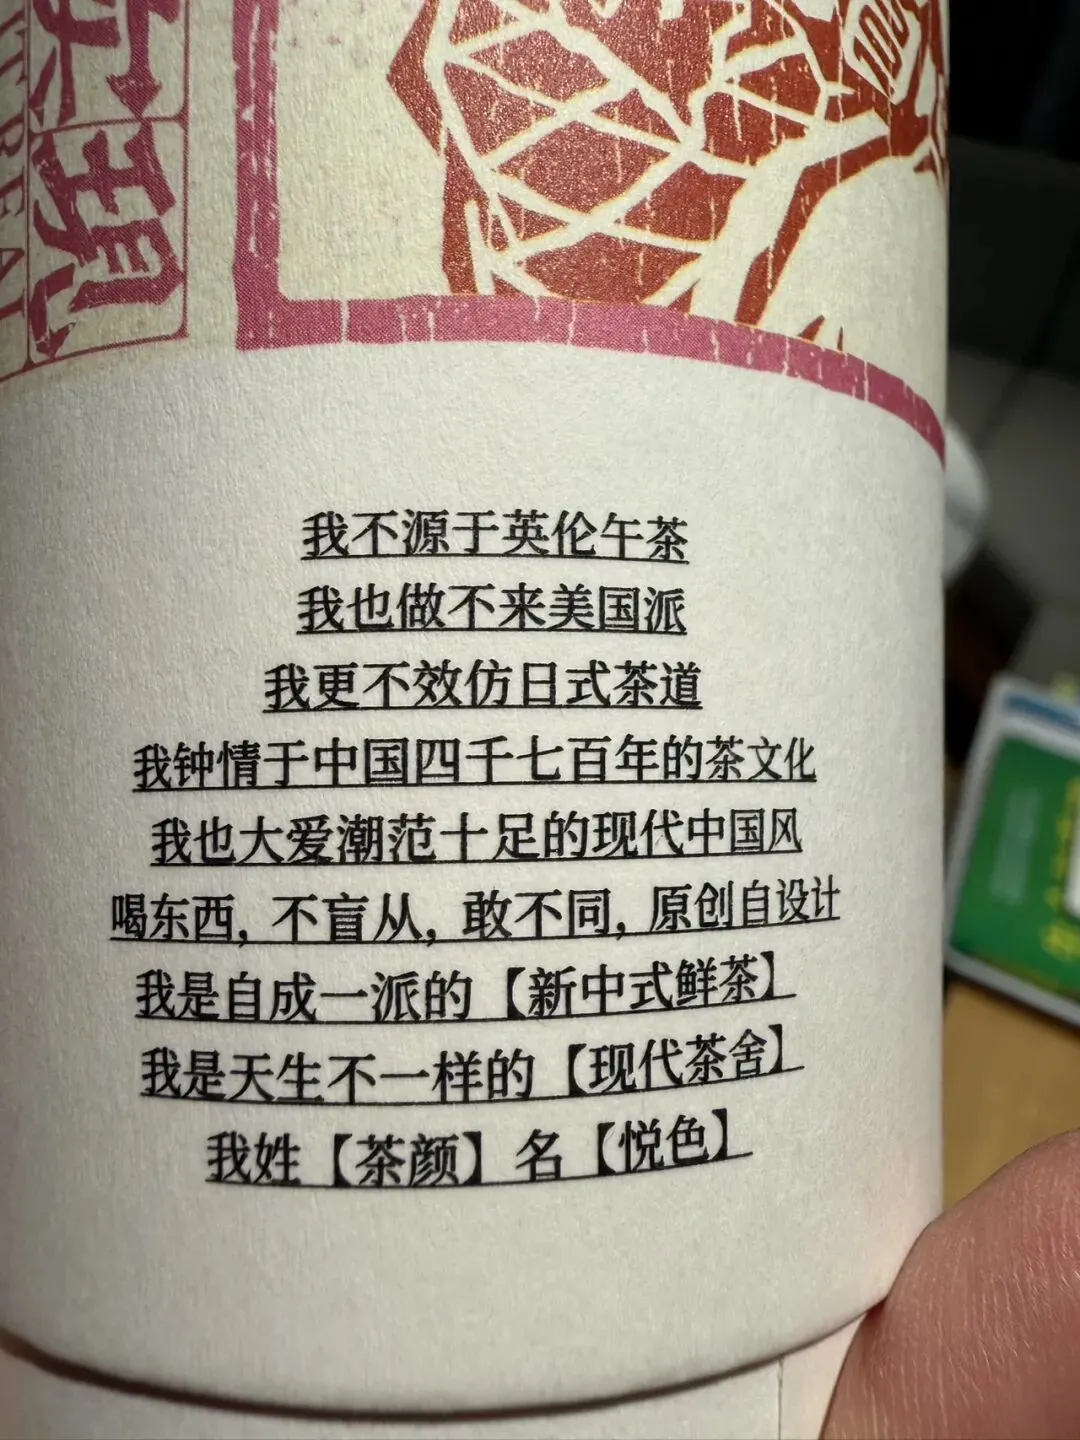 我不源于英伦午茶
我也做不来美国派
我更不效仿日式茶道
我钟情于中国四千七百年的茶文化
我也大爱潮范十足的现代中国风
喝东西，不盲从，敢不同，原创自设计
我是自成一派的【新中式鲜茶】
我是天生不一样的【现代茶舍】
我姓【茶颜】名【悦色】